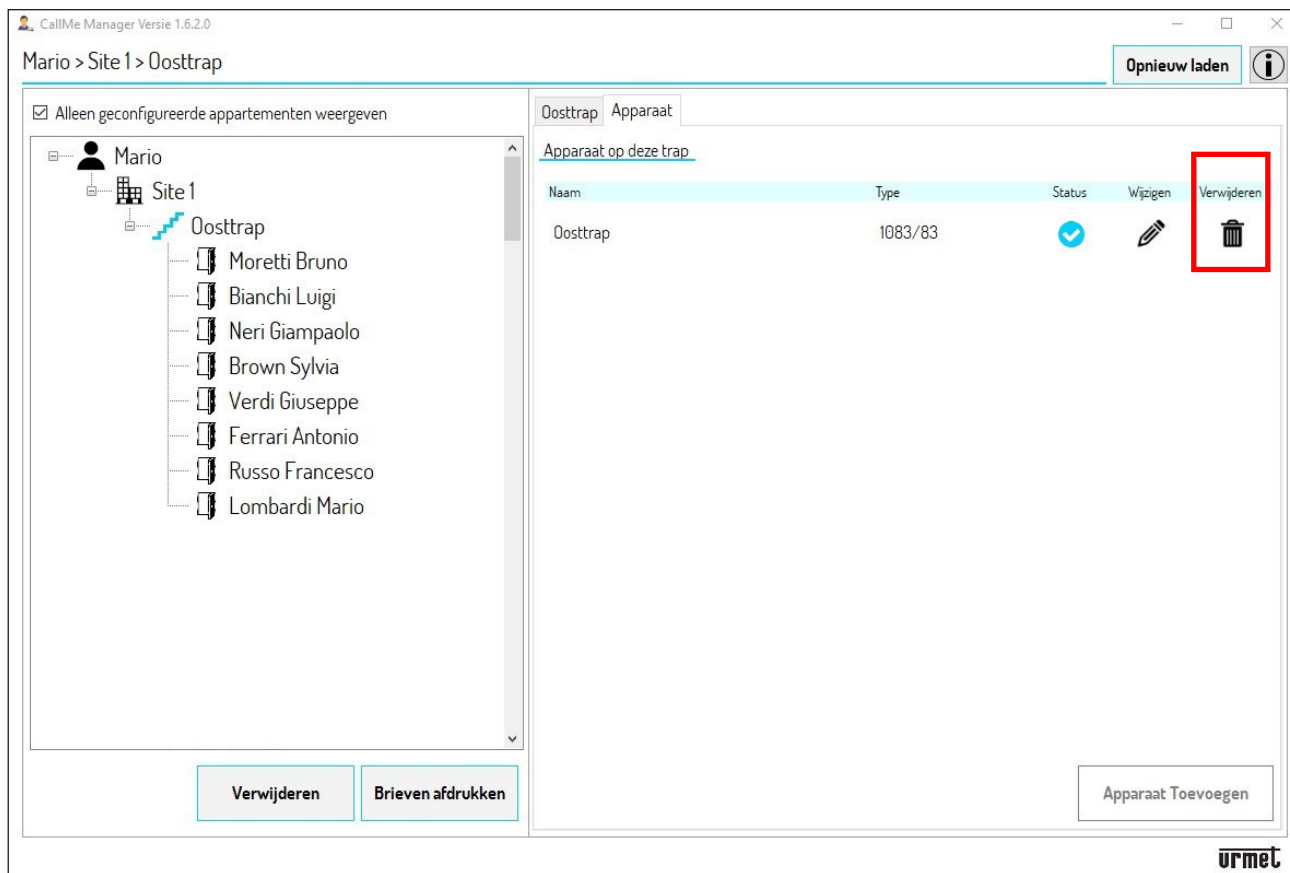 CallMe Manager Versie 1.6.2.0
Mario > Site 1 > Oosttrap
Opnieuw laden
Alleen geconfigureerde appartementen weergeven
Mario
Site 1
Oosttrap
Moretti Bruno
Bianchi Luigi
Neri Giampaolo
Brown Sylvia
Verdi Giuseppe
Ferrari Antonio
Russo Francesco
Lombardi Mario
Verwijderen Brieven afdrukken
Oosttrap Apparaat
Apparaat op deze trap
Naam Type Status Wijzigen Verwijderen
Oosttrap 1083/83
Apparaat Toevoegen
urmet